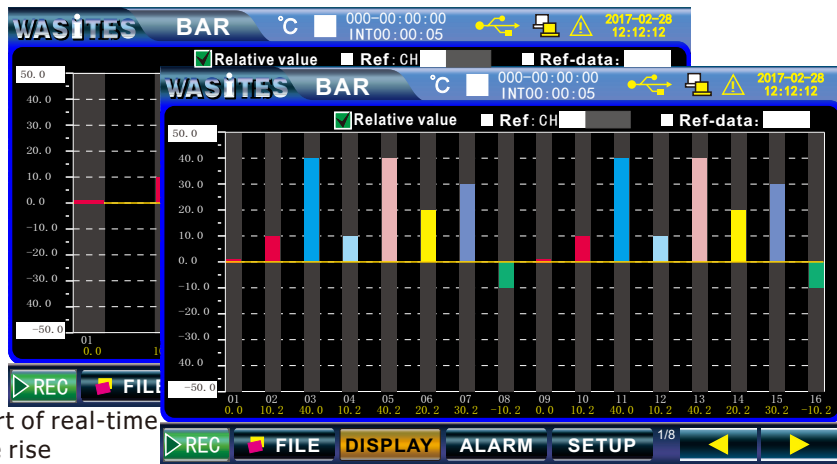 WASiTES BAR ℃ 000-00:00:00 2017-02-28
INT00:00:05 12:12:12
Relative value Ref: CH Ref-data:
50. 0
40. 0
30. 0
20. 0
10. 0
0. 0
-10. 0
-20. 0
-30. 0
40. 0
-50. 0
01
0. 0
REC FILE
rt of real-time
rise
WASiTES BAR ℃ 000-00:00:00 2017-02-28
INT00:00:05 12:12:12
Relative value Ref: CH Ref-data:
50. 0
40. 0
30. 0
20. 0
10. 0
0. 0
-10. 0
-20. 0
-30. 0
40. 0
-50. 0
01 02 03 04 05 06 07 08 09 10 11 12 13 14 15 16
0. 0 10. 2 40. 0 10. 2 40. 2 20. 2 30. 2 -10. 2 0. 0 10. 2 40. 0 10. 2 40. 2 20. 2 30. 2 -10. 2
REC FILE DISPLAY ALARM SETUP 1/8